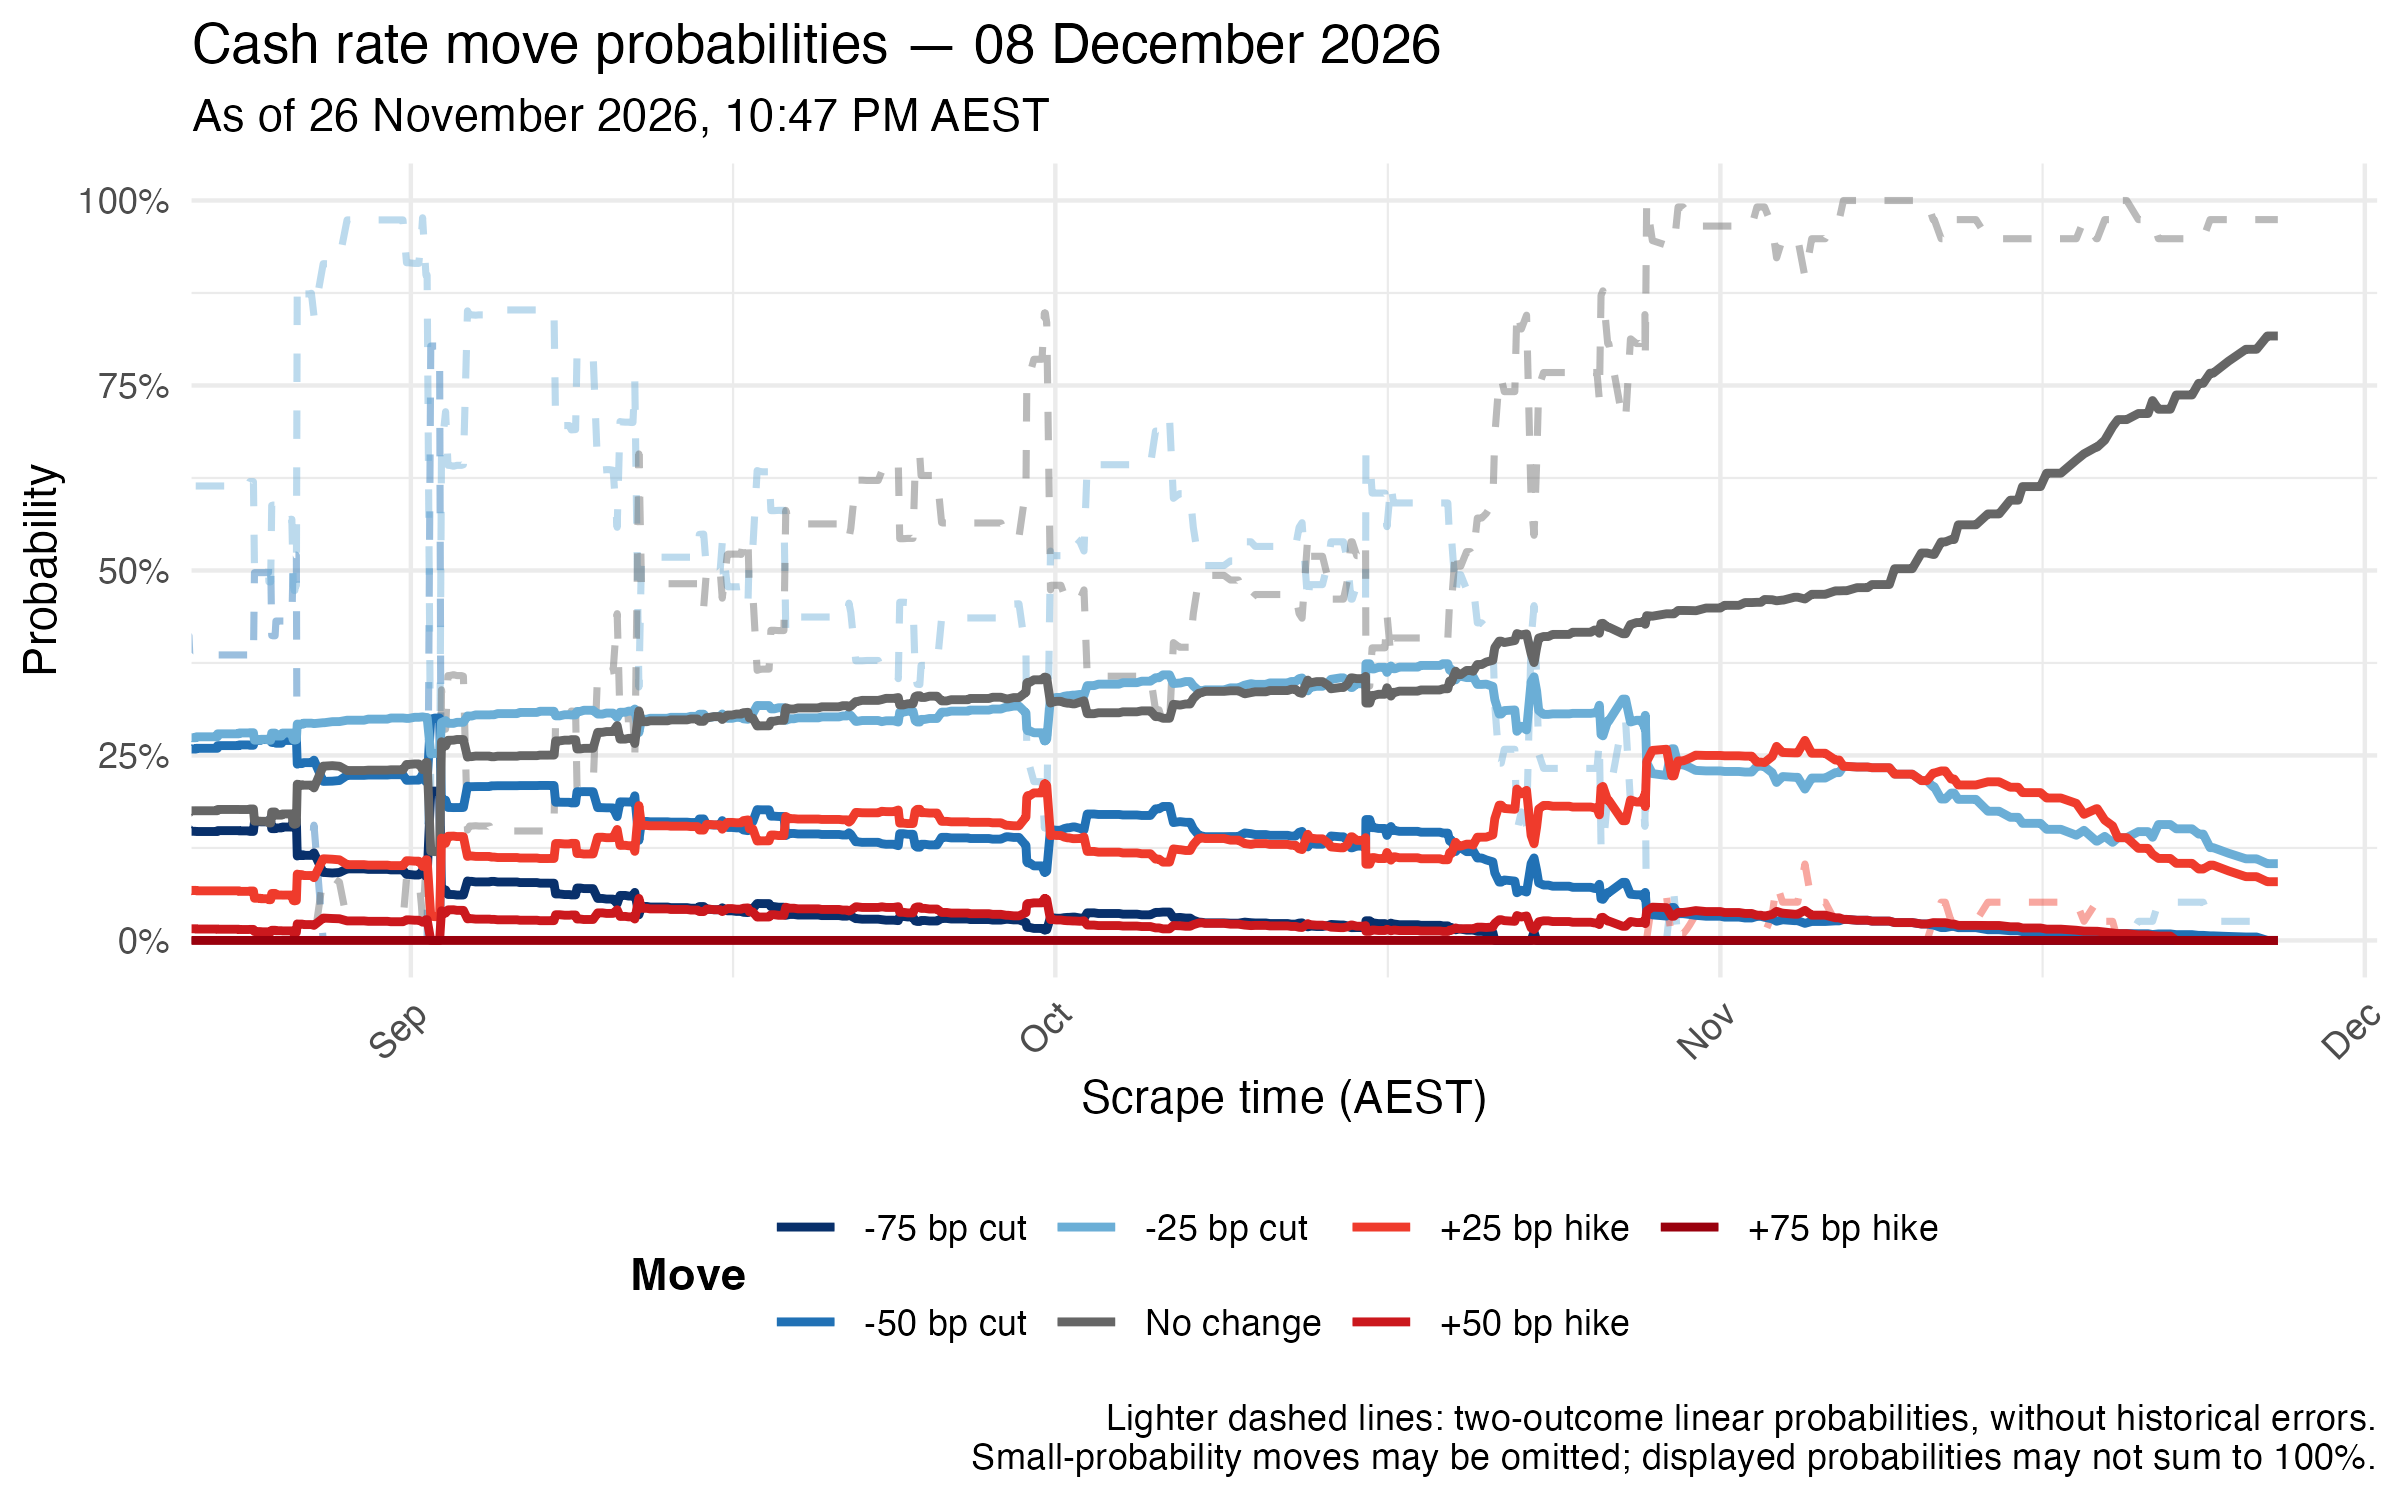 Cash rate move probabilities — 08 December 2026
As of 26 November 2026, 10:47 PM AEST
Probability
100%
75%
50%
25%
0%
Sep
Oct
Nov
Dec
Scrape time (AEST)
Move
-75 bp cut
-25 bp cut
+25 bp hike
+75 bp hike
-50 bp cut
No change
+50 bp hike
Lighter dashed lines: two-outcome linear probabilities, without historical errors.
Small-probability moves may be omitted; displayed probabilities may not sum to 100%.